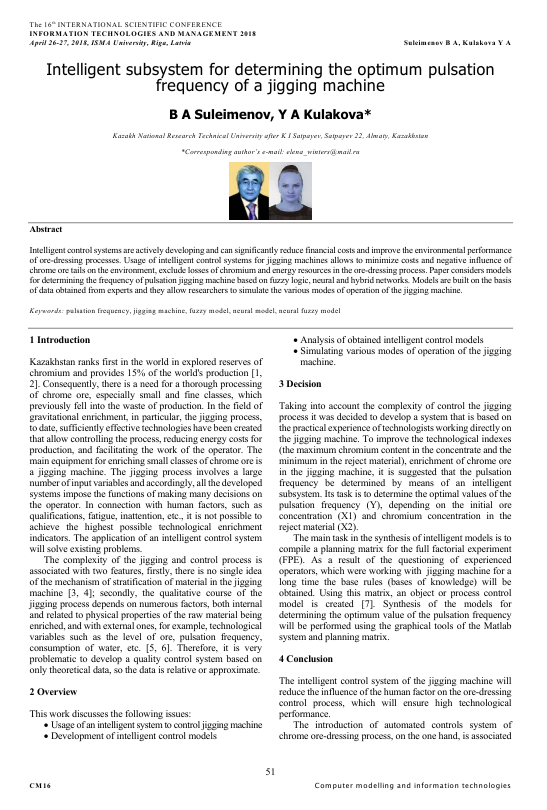 The 16th INTERNATIONAL SCIENTIFIC CONFERENCE
INFORMATION TECHNOLOGIES AND MANAGEMENT 2018
April 26-27, 2018, ISMA University, Riga, Latvia
Suleimenov B A, Kulakova Y A
Intelligent subsystem for determining the optimum pulsation
frequency of a jigging machine
B A Suleimenov, Y A Kulakova*
Kazakh National Research Technical University after K I Satpayev, Satpayev 22, Almaty, Kazakhstan
*Corresponding author's e-mail: elena_winters@mail.ru
Abstract
Intelligent control systems are actively developing and can significantly reduce financial costs and improve the environmental performance
of ore-dressing processes. Usage of intelligent control systems for jigging machines allows to minimize costs and negative influence of
chrome ore tails on the environment, exclude losses of chromium and energy resources in the ore-dressing process. Paper considers models
for determining the frequency of pulsation jigging machine based on fuzzy logic, neural and hybrid networks. Models are built on the basis
of data obtained from experts and they allow researchers to simulate the various modes of operation of the jigging machine.
Keywords: pulsation frequency, jigging machine, fuzzy model, neural model, neural fuzzy model
1 Introduction
Kazakhstan ranks first in the world in explored reserves of
chromium and provides 15% of the world's production [1,
2]. Consequently, there is a need for a thorough processing
of chrome ore, especially small and fine classes, which
previously fell into the waste of production. In the field of
gravitational enrichment, in particular, the jigging process,
to date, sufficiently effective technologies have been created
that allow controlling the process, reducing energy costs for
production, and facilitating the work of the operator. The
main equipment for enriching small classes of chrome ore is
a jigging machine. The jigging process involves a large
number of input variables and accordingly, all the developed
systems impose the functions of making many decisions on
the operator. In connection with human factors, such as
qualifications, fatigue, inattention, etc., it is not possible to
achieve the highest possible technological enrichment
indicators. The application of an intelligent control system
will solve existing problems.
The complexity of the jigging and control process is
associated with two features, firstly, there is no single idea
of the mechanism of stratification of material in the jigging
machine [3, 4]; secondly, the qualitative course of the
jigging process depends on numerous factors, both internal
and related to physical properties of the raw material being
enriched, and with external ones, for example, technological
variables such as the level of ore, pulsation frequency,
consumption of water, etc. [5, 6]. Therefore, it is very
problematic to develop a quality control system based on
only theoretical data, so the data is relative or approximate.
2 Overview
This work discusses the following issues:
• Usage of an intelligent system to control jigging machine
• Development of intelligent control models
• Analysis of obtained intelligent control models
• Simulating various modes of operation of the jigging
machine.
3 Decision
Taking into account the complexity of control the jigging
process it was decided to develop a system that is based on
the practical experience of technologists working directly on
the jigging machine. To improve the technological indexes
(the maximum chromium content in the concentrate and the
minimum in the reject material), enrichment of chrome ore
in the jigging machine, it is suggested that the pulsation
frequency be determined by means of an intelligent
subsystem. Its task is to determine the optimal values of the
pulsation frequency (Y), depending on the initial ore
concentration (X1) and chromium concentration in the
reject material (X2).
The main task in the synthesis of intelligent models is to
compile a planning matrix for the full factorial experiment
(FPE). As a result of the questioning of experienced
operators, which were working with jigging machine for a
long time the base rules (bases of knowledge) will be
obtained. Using this matrix, an object or process control
model is created [7]. Synthesis of the models for
determining the optimum value of the pulsation frequency
will be performed using the graphical tools of the Matlab
system and planning matrix.
4 Conclusion
The intelligent control system of the jigging machine will
reduce the influence of the human factor on the ore-dressing
control process, which will ensure high technological
performance.
The introduction of automated controls system of
chrome ore-dressing process, on the one hand, is associated
51
CM16
Computer modelling and information technologies